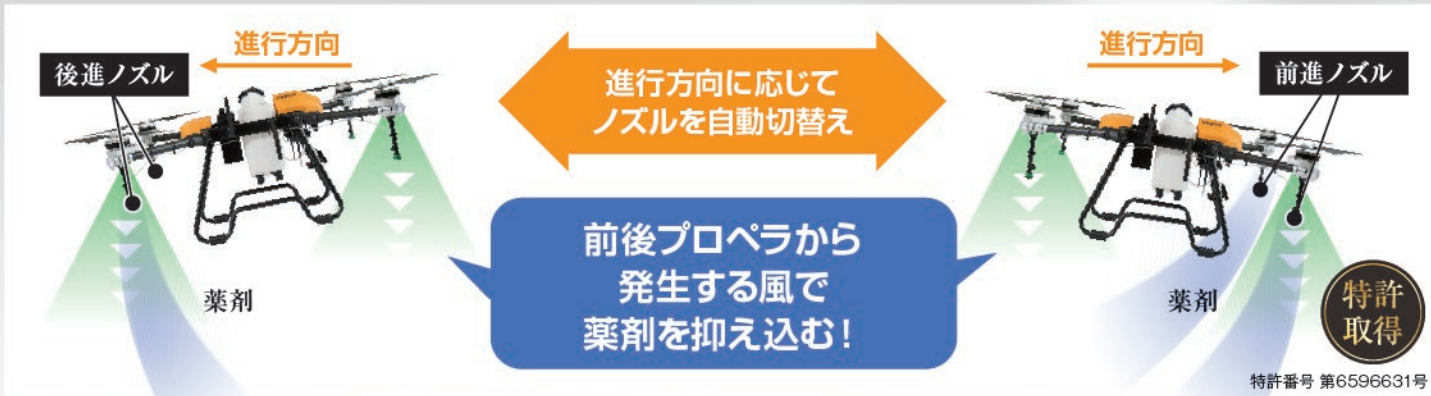 進行方向
後進ノズル
薬剤
進行方向に応じて
ノズルを自動切替え
前後プロペラから
発生する風で
薬剤を抑え込む!
進行方向
前進ノズル
薬剤
特許
取得
特許番号 第6596631号